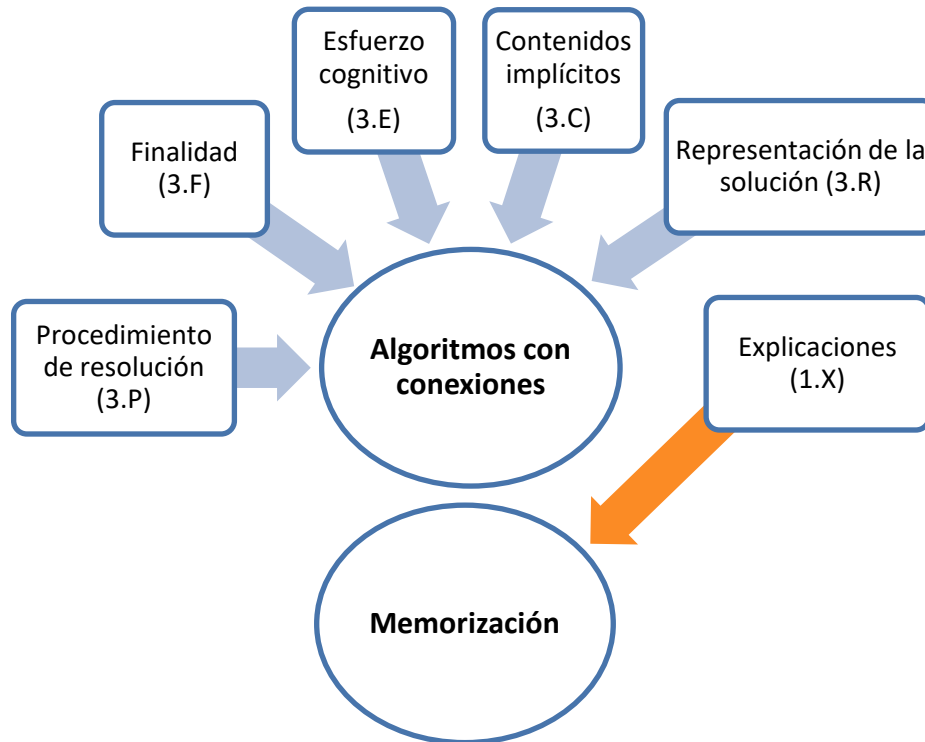 Esfuerzo
cognitivo
(3.E)
Contenidos
implícitos
(3.C)
Finalidad
(3.F)
Representación de la
solución (3.R)
Procedimiento
de resolución
(3.P)
Algoritmos con
conexiones
Explicaciones
(1.X)
Memorización